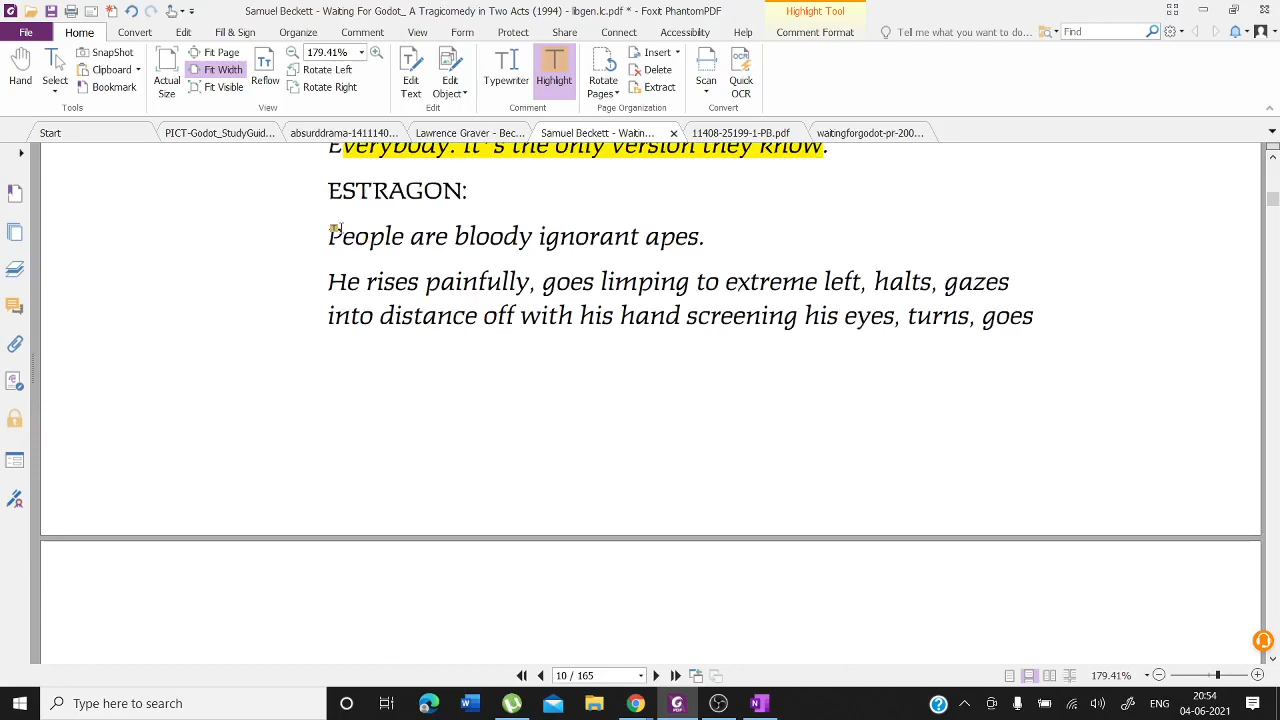 Samuel Beckett - Waiting For Godot_ A Tragicomedy in Two Acts (1994) - libgen.lc.pdf * - Foxit PhantomPDF
Highlight Tool
File Home Convert Edit Fill & Sign Organize Comment View Form Protect Share Connect Accessibility Help Comment Format Tell me what you want to do... Find
Hand Select SnapShot Clipboard Bookmark
Tools
Actual Size Fit Page Fit Width Fit Visible Reflow 179.41% Rotate Left Rotate Right
View
Edit Text Edit Object
Edit
Typewriter Highlight
Comment
Rotate Pages Insert Delete Extract
Page Organization
Scan Quick OCR
Convert
Start PICT-Godot_StudyGuid... absurddrama-1411140... Lawrence Graver - Bec... Samuel Beckett - Waitin... 11408-25199-1-PB.pdf waitingforgodot-pr-200...
Everybody. It's the only version they know.
ESTRAGON:
People are bloody ignorant apes.
He rises painfully, goes limping to extreme left, halts, gazes
into distance off with his hand screening his eyes, turns, goes
10 / 165 179.41%
Type here to search ENG 20:54
04-06-2021